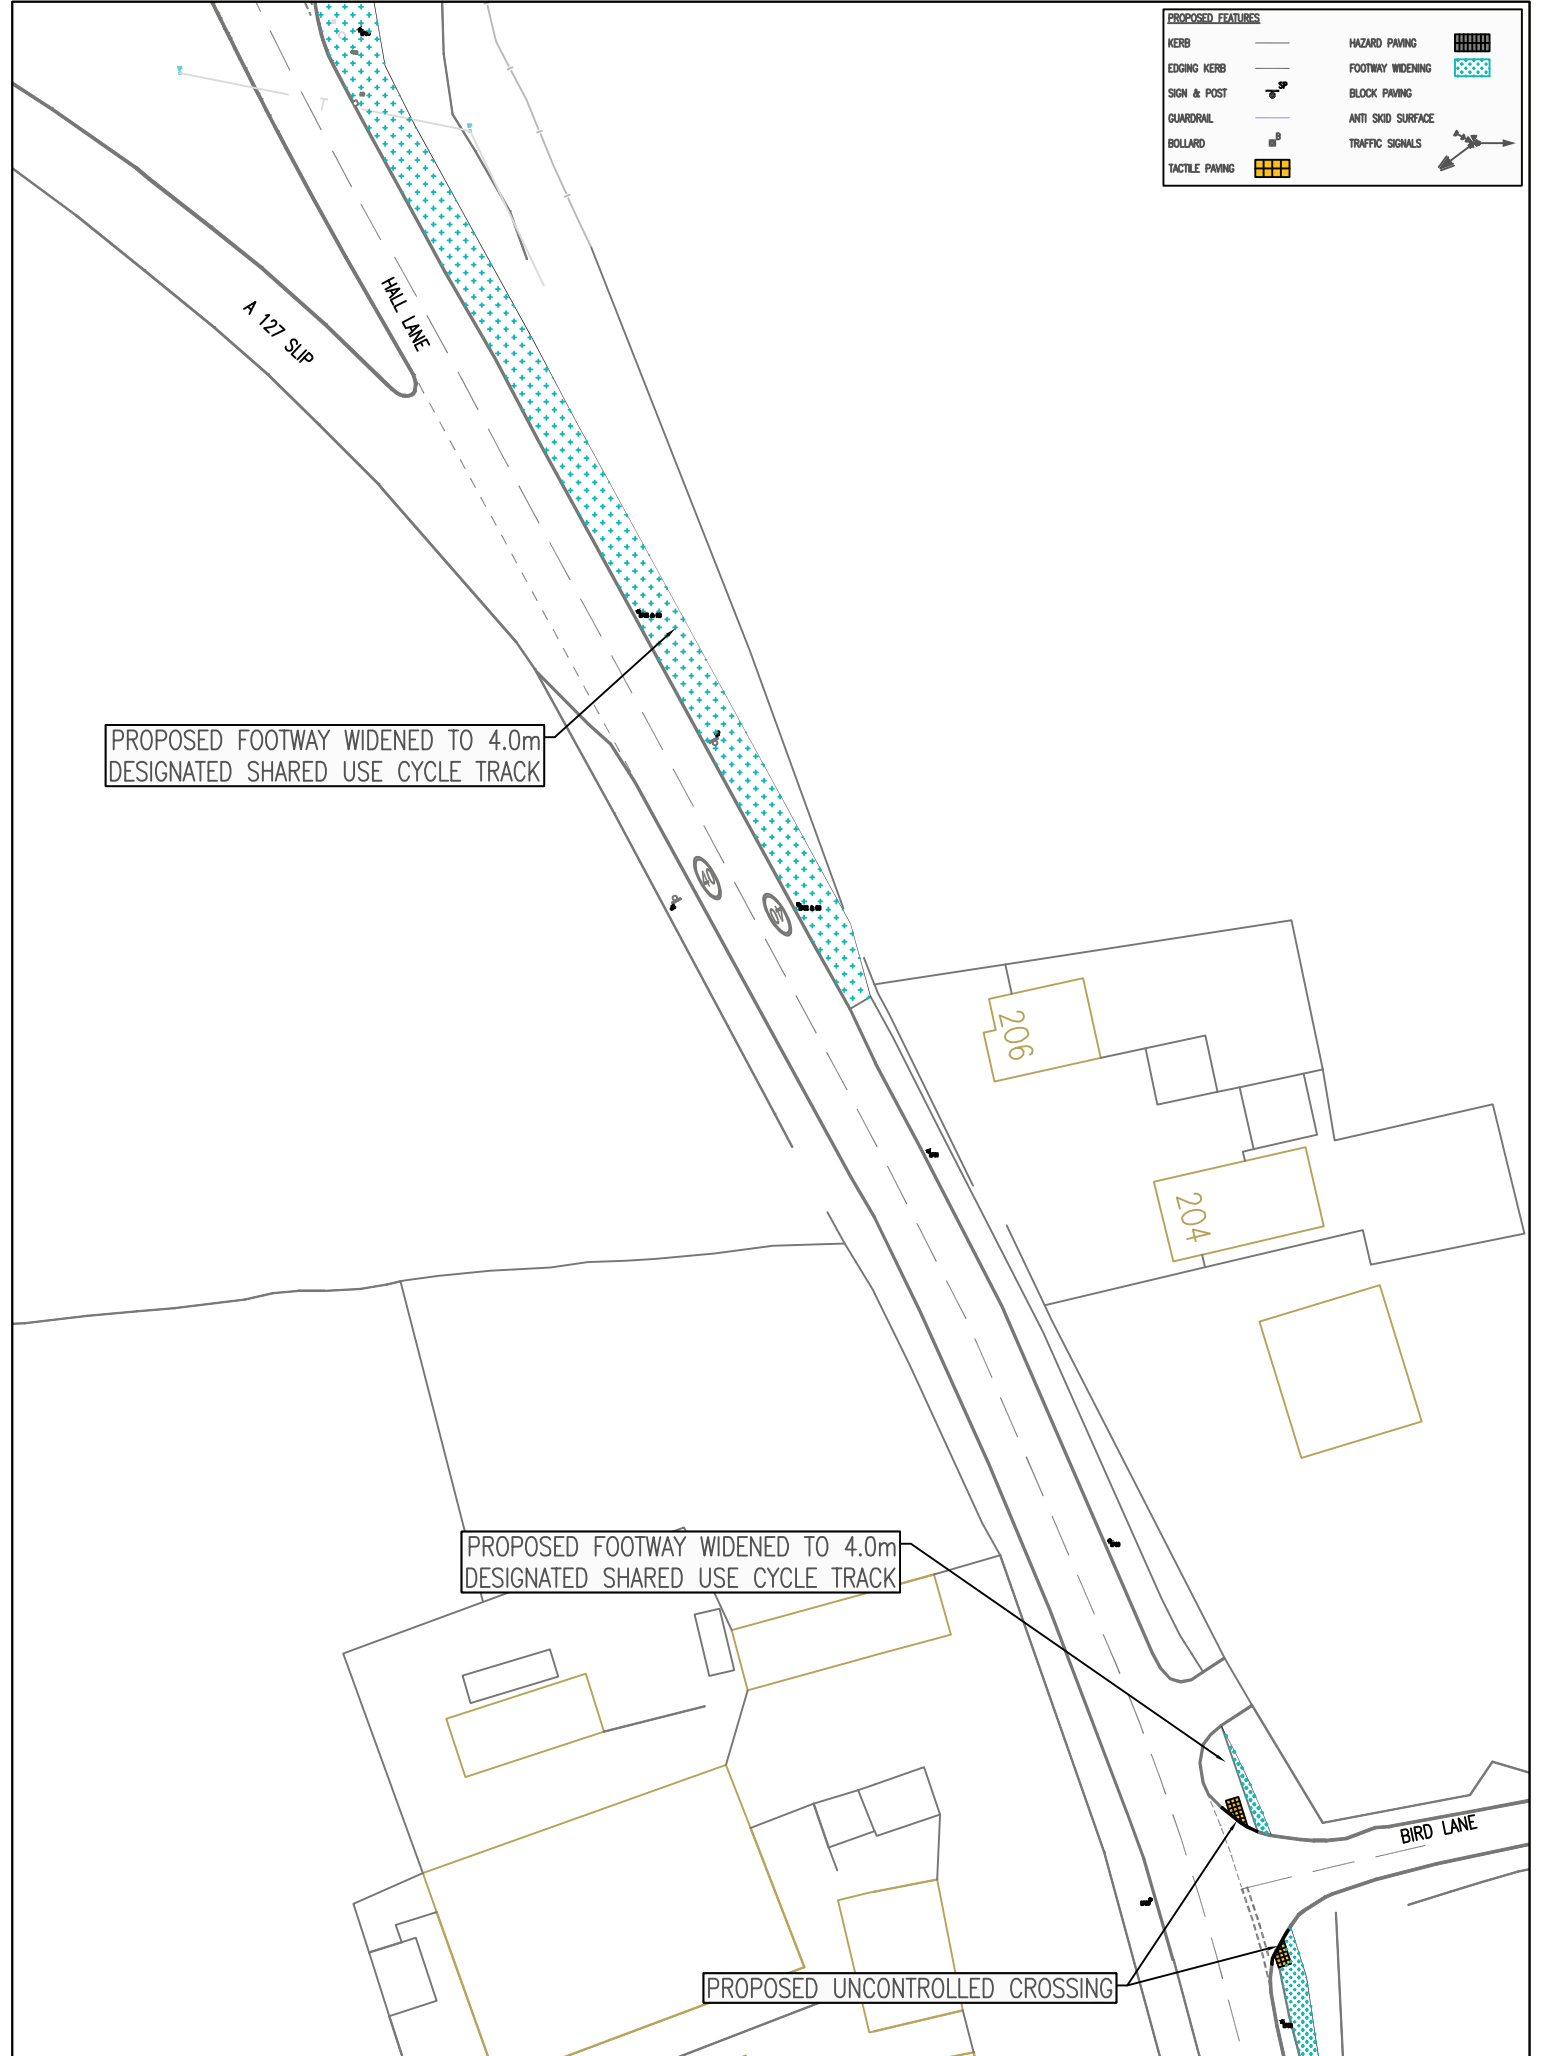 PROPOSED FEATURES
KERB
EDGING KERB
SIGN & POST SP
GUARDRAIL
BOLLARD B
TACTILE PAVING
HAZARD PAVING
FOOTWAY WIDENING
BLOCK PAVING
ANTI SKID SURFACE
TRAFFIC SIGNALS
HALL LANE
A 127 SLIP
PROPOSED FOOTWAY WIDENED TO 4.0m
DESIGNATED SHARED USE CYCLE TRACK
40
40
206
204
PROPOSED FOOTWAY WIDENED TO 4.0m
DESIGNATED SHARED USE CYCLE TRACK
BIRD LANE
PROPOSED UNCONTROLLED CROSSING